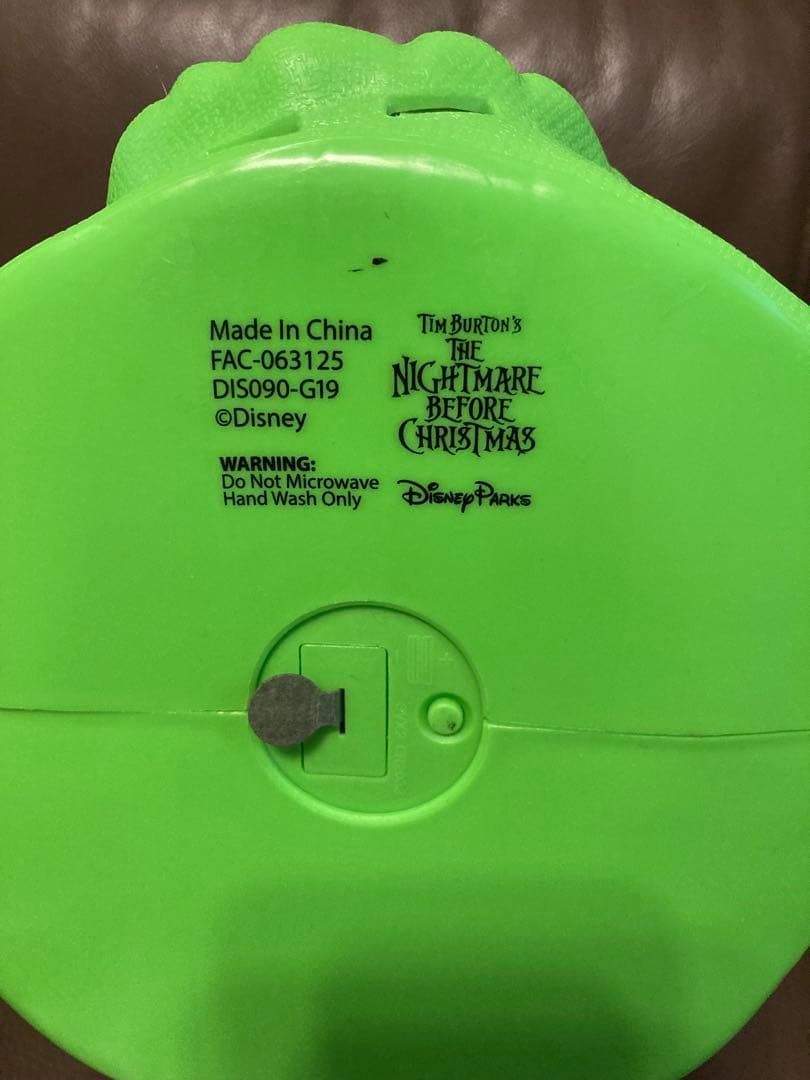 Made In China
FAC-063125
DIS090-G19
©Disney
WARNING:
Do Not Microwave
Hand Wash Only
TIM BURTON'S
THE
NIGHTMARE
BEFORE
CHRISTMAS
Disney PARKS